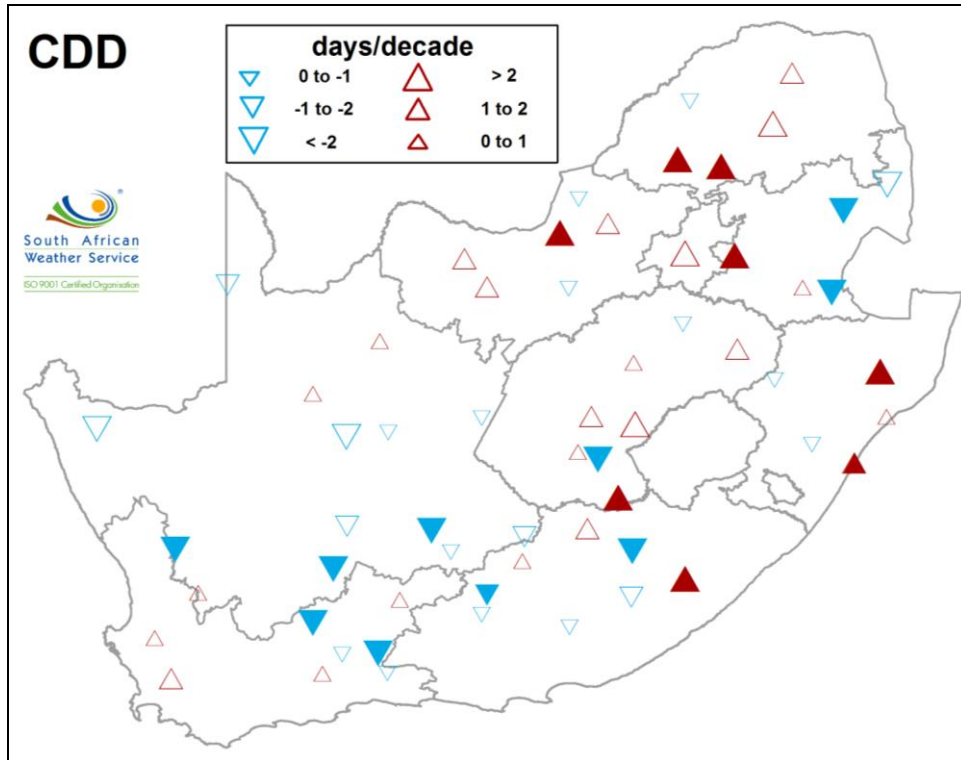 CDD
days/decade
0 to -1 > 2
-1 to -2 1 to 2
< -2 0 to 1
South African
Weather Service
ISO 9001 Certified Organisation